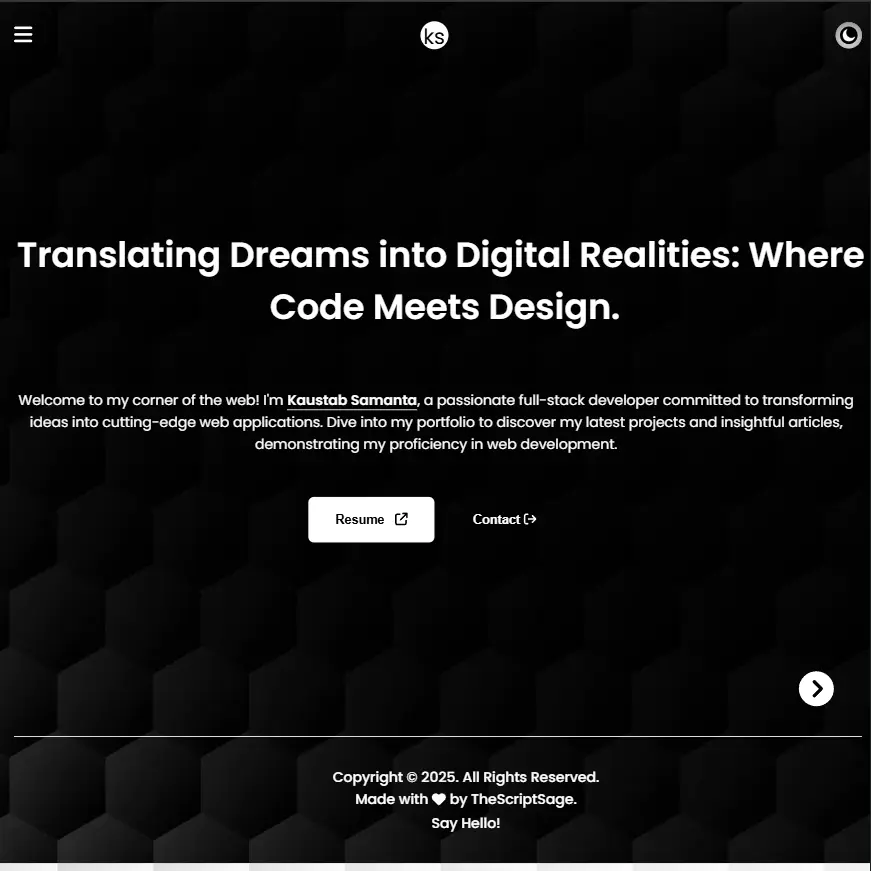 ks
Translating Dreams into Digital Realities: Where
Code Meets Design.
Welcome to my corner of the web! I'm Kaustab Samanta, a passionate full-stack developer committed to transforming
ideas into cutting-edge web applications. Dive into my portfolio to discover my latest projects and insightful articles,
demonstrating my proficiency in web development.
Resume
Contact
Copyright © 2025. All Rights Reserved.
Made with ♥ by TheScriptSage.
Say Hello!